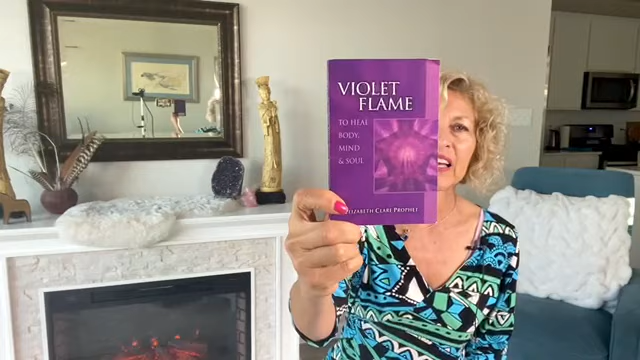 VIOLET
FLAME
TO HEAL
BODY,
MIND
& SOUL
ELIZABETH CLARE PROPHET